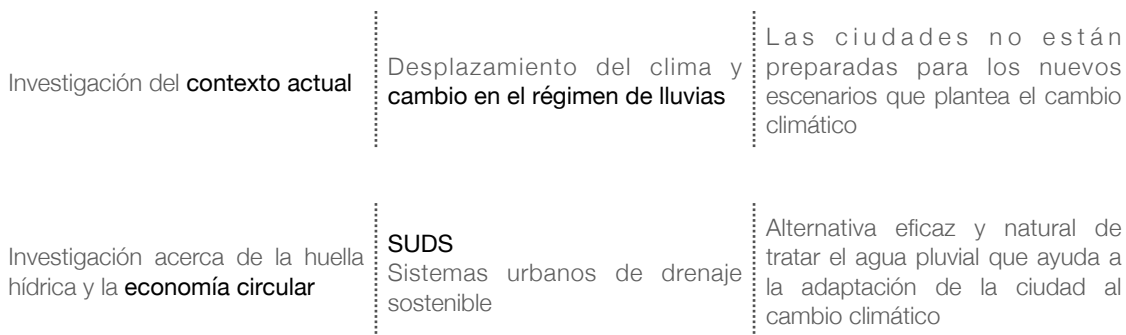 Investigación del contexto actual
Desplazamiento del clima y
cambio en el régimen de lluvias
Las ciudades no están
preparadas para los nuevos
escenarios que plantea el cambio
climático
Investigación acerca de la huella
hídrica y la economía circular
SUDS
Sistemas urbanos de drenaje
sostenible
Alternativa eficaz y natural de
tratar el agua pluvial que ayuda a
la adaptación de la ciudad al
cambio climático